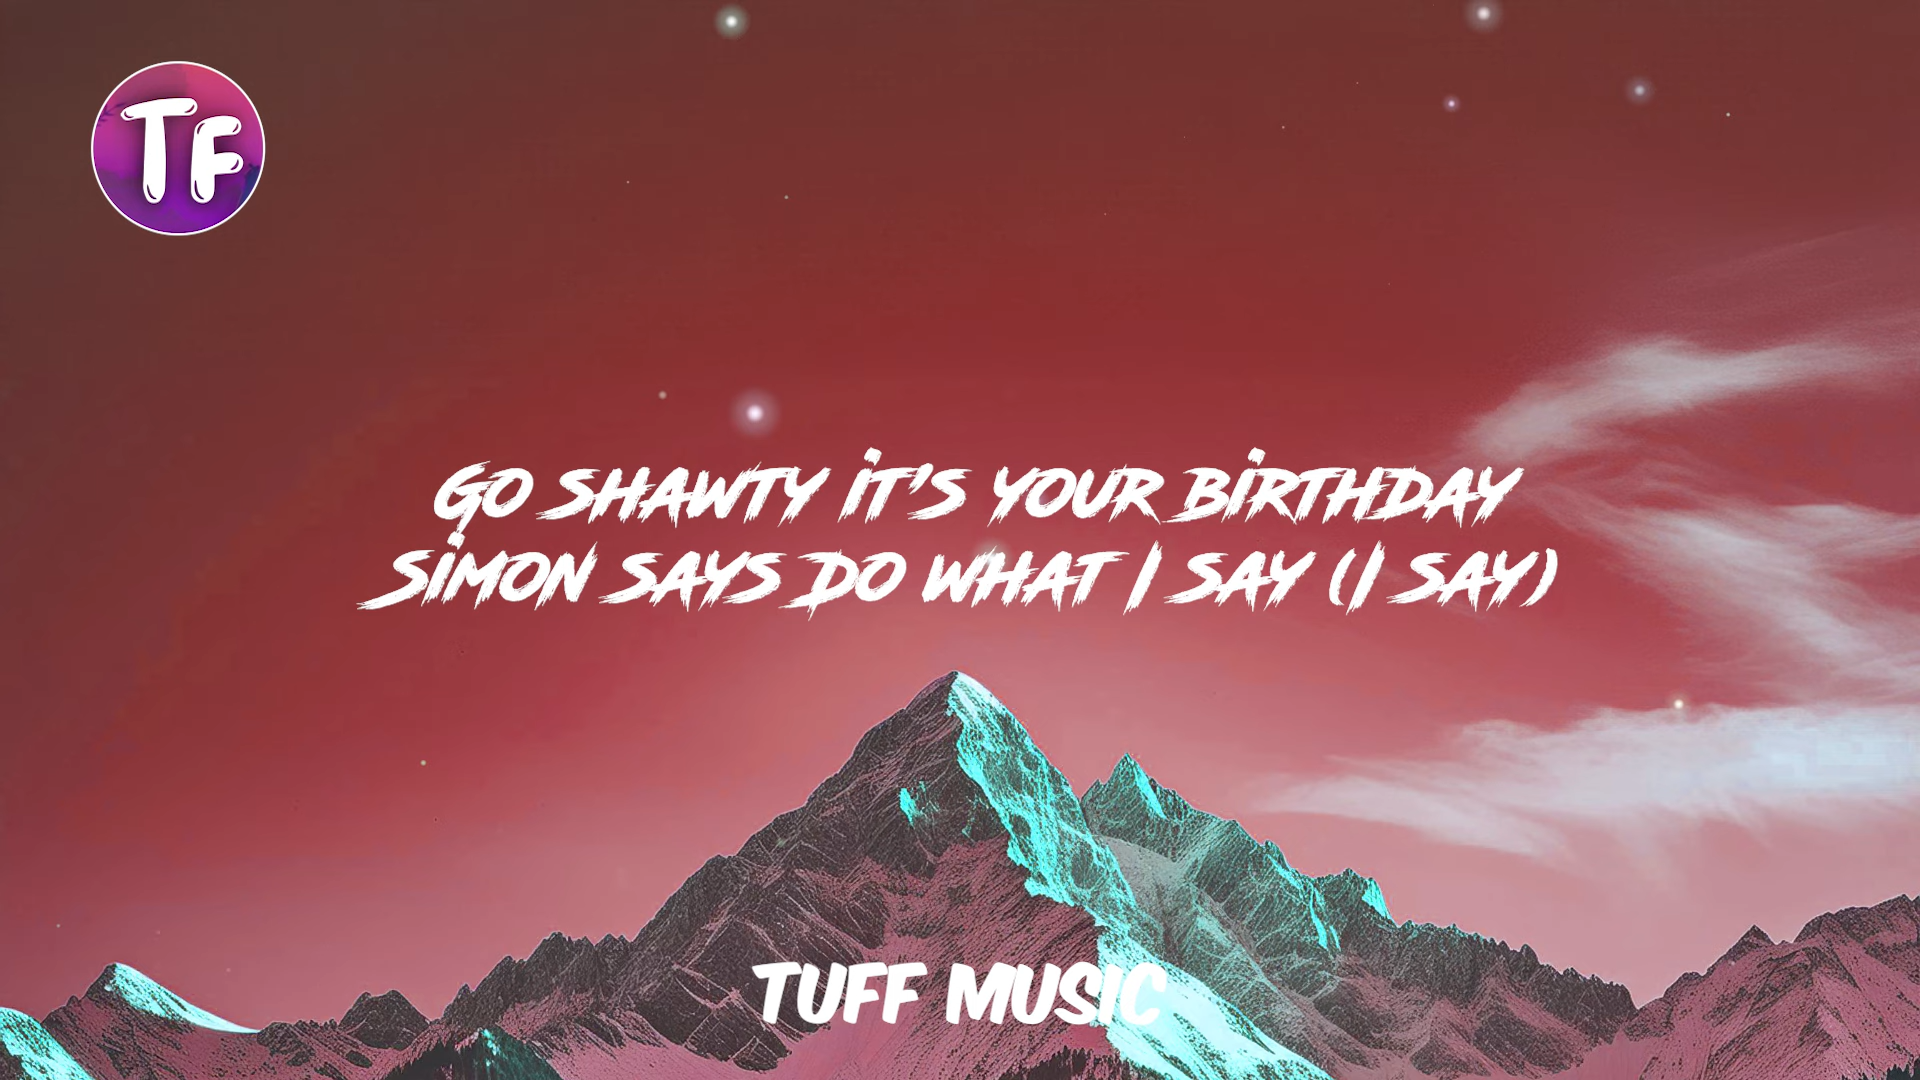 TF
GO SHAWTY IT'S YOUR BIRTHDAY
SIMON SAYS DO WHAT I SAY (I SAY)
TUFF MUSIC